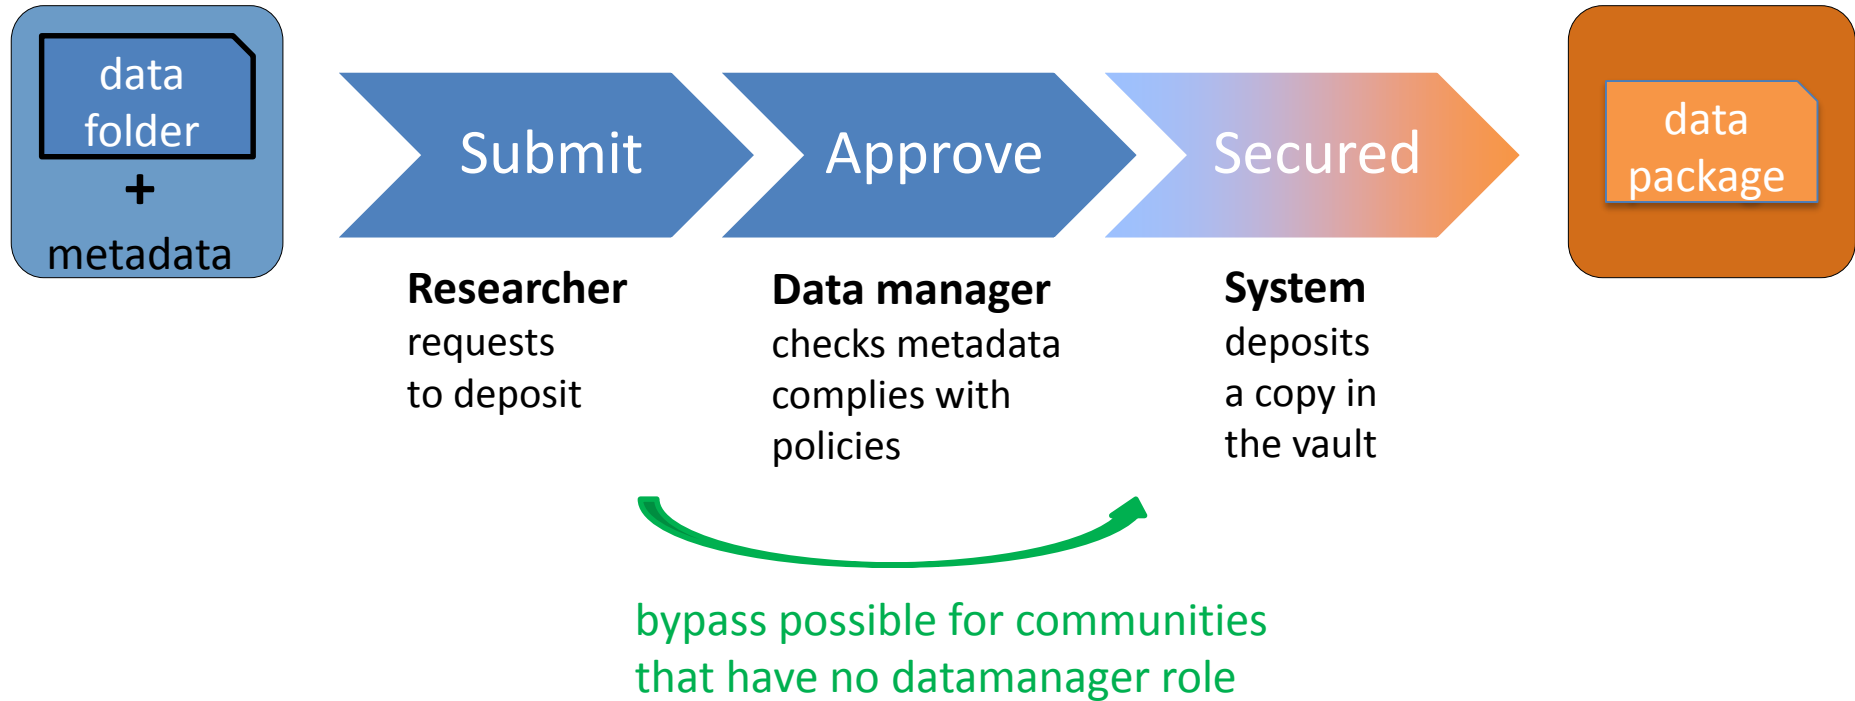 data
folder
+
metadata
Submit
Approve
Secured
data
package
Researcher
requests
to deposit
Data manager
checks metadata
complies with
policies
System
deposits
a copy in
the vault
bypass possible for communities
that have no datamanager role